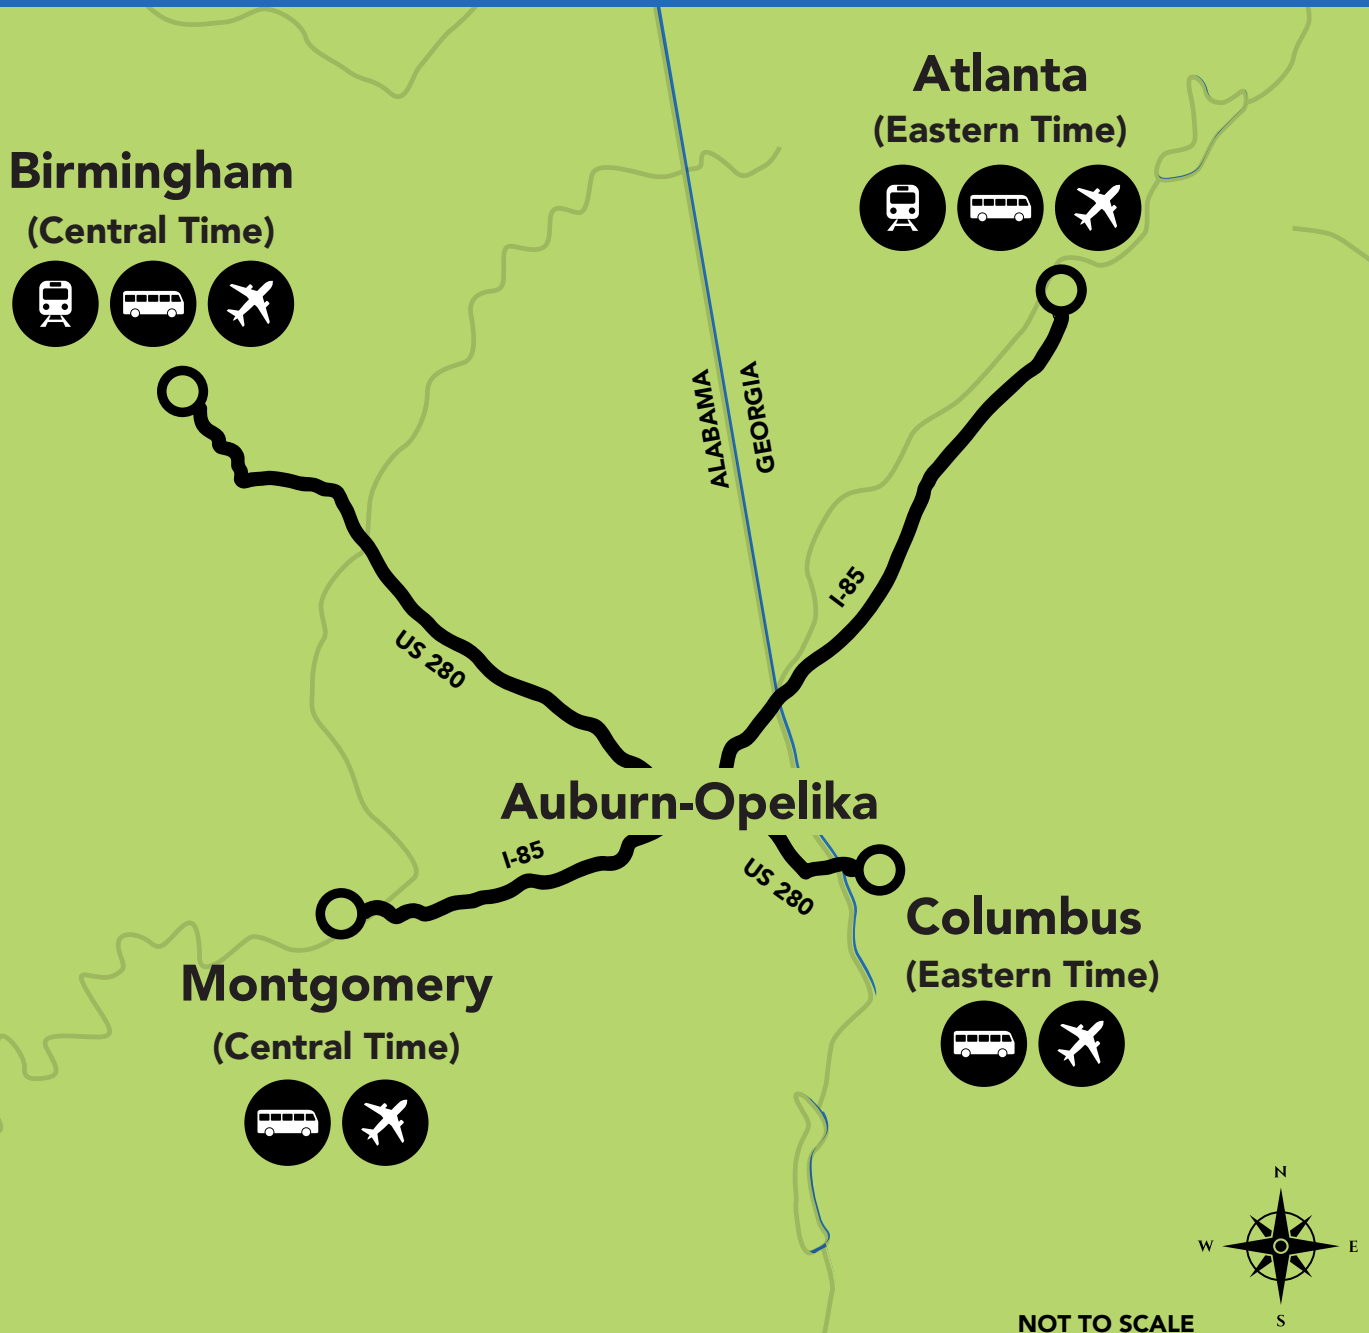 Atlanta
(Eastern Time)
Birmingham
(Central Time)
ALABAMA
GEORGIA
I-85
US 280
Auburn-Opelika
I-85
US 280
Columbus
(Eastern Time)
Montgomery
(Central Time)
N
W
E
S
NOT TO SCALE